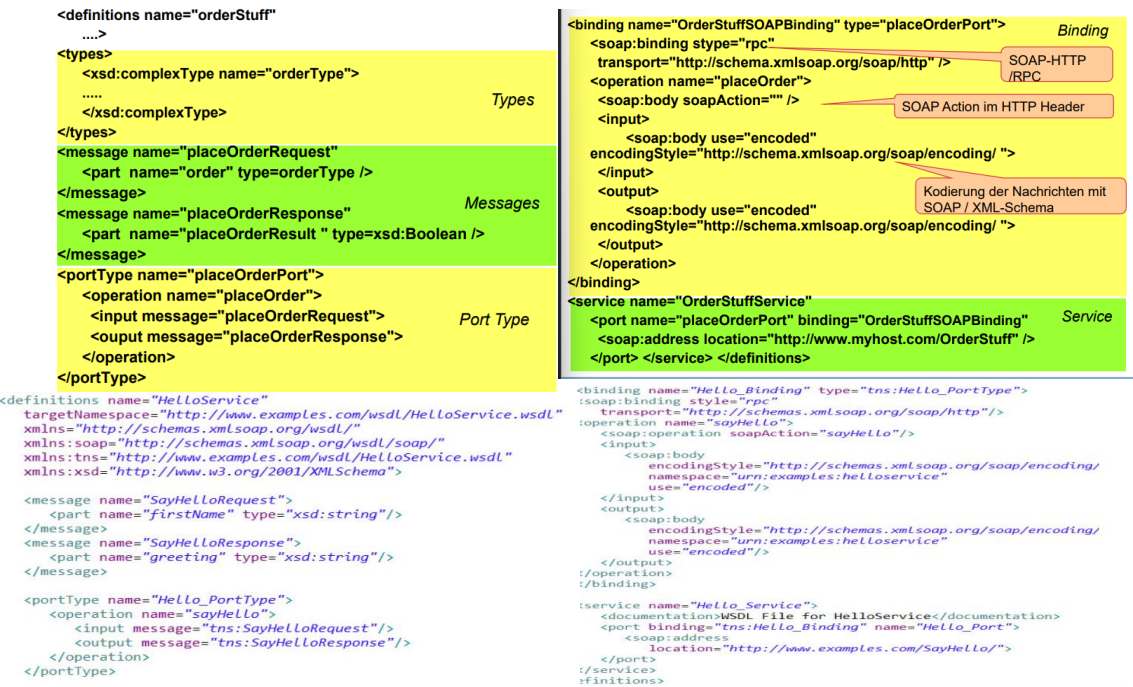 <definitions name="orderStuff"
....>
<types>
<xsd:complexType name="orderType">
.....
</xsd:complexType>
</types>
Types
<message name="placeOrderRequest"
<part name="order" type=orderType />
</message>
<message name="placeOrderResponse"
<part name="placeOrderResult " type=xsd:Boolean />
</message>
Messages
<portType name="placeOrderPort">
<operation name="placeOrder">
<input message="placeOrderRequest">
<ouput message="placeOrderResponse">
</operation>
</portType>
Port Type
<binding name="OrderStuffSOAPBinding" type="placeOrderPort">
Binding
<soap:binding stype="rpc"
transport="http://schema.xmlsoap.org/soap/http" />
SOAP-HTTP
/RPC
<operation name="placeOrder">
<soap:body soapAction="" />
SOAP Action im HTTP Header
<input>
<soap:body use="encoded"
encodingStyle="http://schema.xmlsoap.org/soap/encoding/ ">
</input>
Kodierung der Nachrichten mit
SOAP / XML-Schema
<output>
<soap:body use="encoded"
encodingStyle="http://schema.xmlsoap.org/soap/encoding/ ">
</output>
</operation>
</binding>
<service name="OrderStuffService"
<port name="placeOrderPort" binding="OrderStuffSOAPBinding"
Service
<soap:address location="http://www.myhost.com/OrderStuff" />
</port> </service> </definitions>
<definitions name="HelloService"
targetNamespace="http://www.examples.com/wsdl/HelloService.wsdl"
xmlns="http://schemas.xmlsoap.org/wsdl/"
xmlns:soap="http://schemas.xmlsoap.org/wsdl/soap/"
xmlns:tns="http://www.examples.com/wsdl/HelloService.wsdl"
xmlns:xsd="http://www.w3.org/2001/XMLSchema">
<message name="SayHelloRequest">
<part name="firstName" type="xsd:string"/>
</message>
<message name="SayHelloResponse">
<part name="greeting" type="xsd:string"/>
</message>
<portType name="Hello_PortType">
<operation name="sayHello">
<input message="tns:SayHelloRequest"/>
<output message="tns:SayHelloResponse"/>
</operation>
</portType>
<binding name="Hello_Binding" type="tns:Hello_PortType">
:soap:binding style="rpc"
transport="http://schemas.xmlsoap.org/soap/http"/>
:operation name="sayHello">
<soap:operation soapAction="sayHello"/>
<input>
<soap:body
encodingStyle="http://schemas.xmlsoap.org/soap/encoding/
namespace="urn:examples:helloservice"
use="encoded"/>
</input>
<output>
<soap:body
encodingStyle="http://schemas.xmlsoap.org/soap/encoding/
namespace="urn:examples:helloservice"
use="encoded"/>
</output>
:/operation>
:/binding>
:service name="Hello_Service">
<documentation>WSDL File for HelloService</documentation>
<port binding="tns:Hello_Binding" name="Hello_Port">
<soap:address
location="http://www.examples.com/SayHello/">
</port>
:/service>
efinitions>